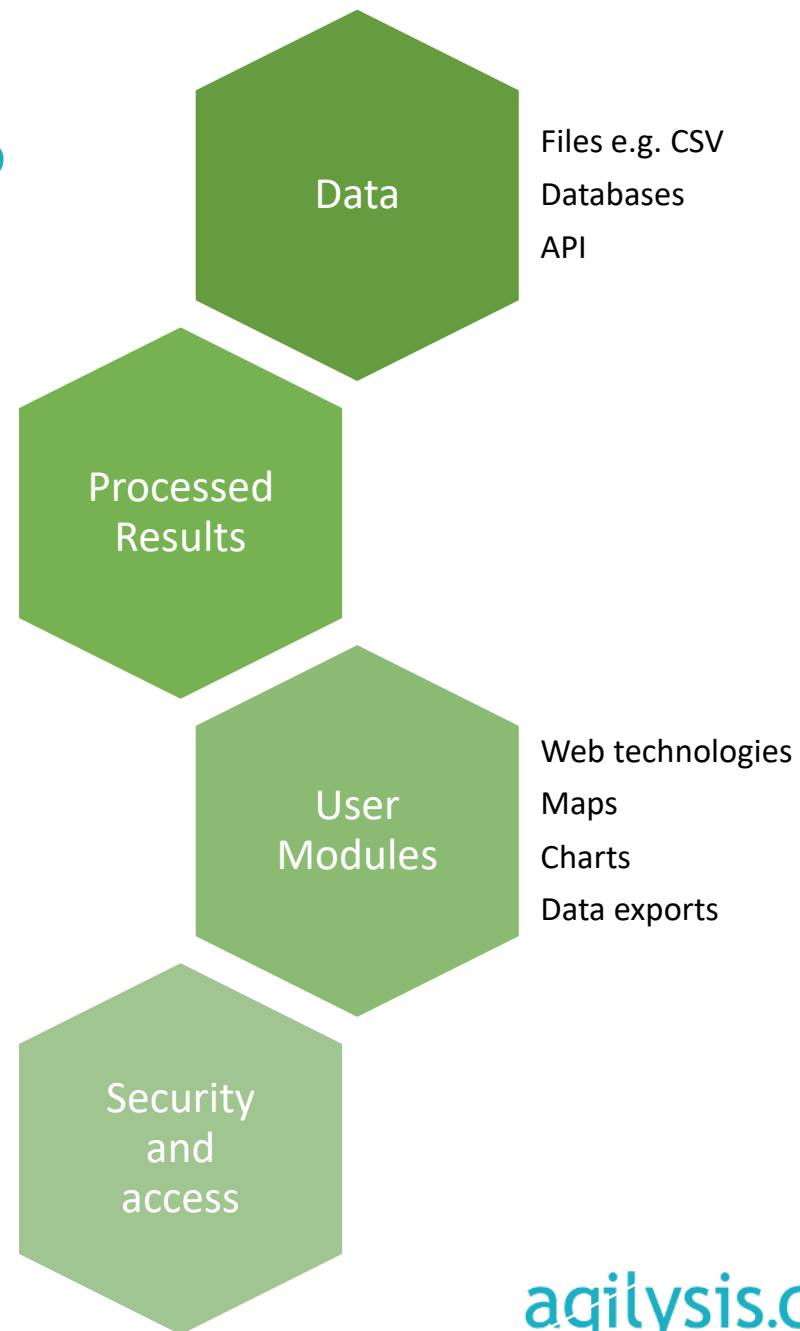 Data
Files e.g. CSV
Databases
API
Processed
Results
User
Modules
Web technologies
Maps
Charts
Data exports
Security
and
access
agilysis.c